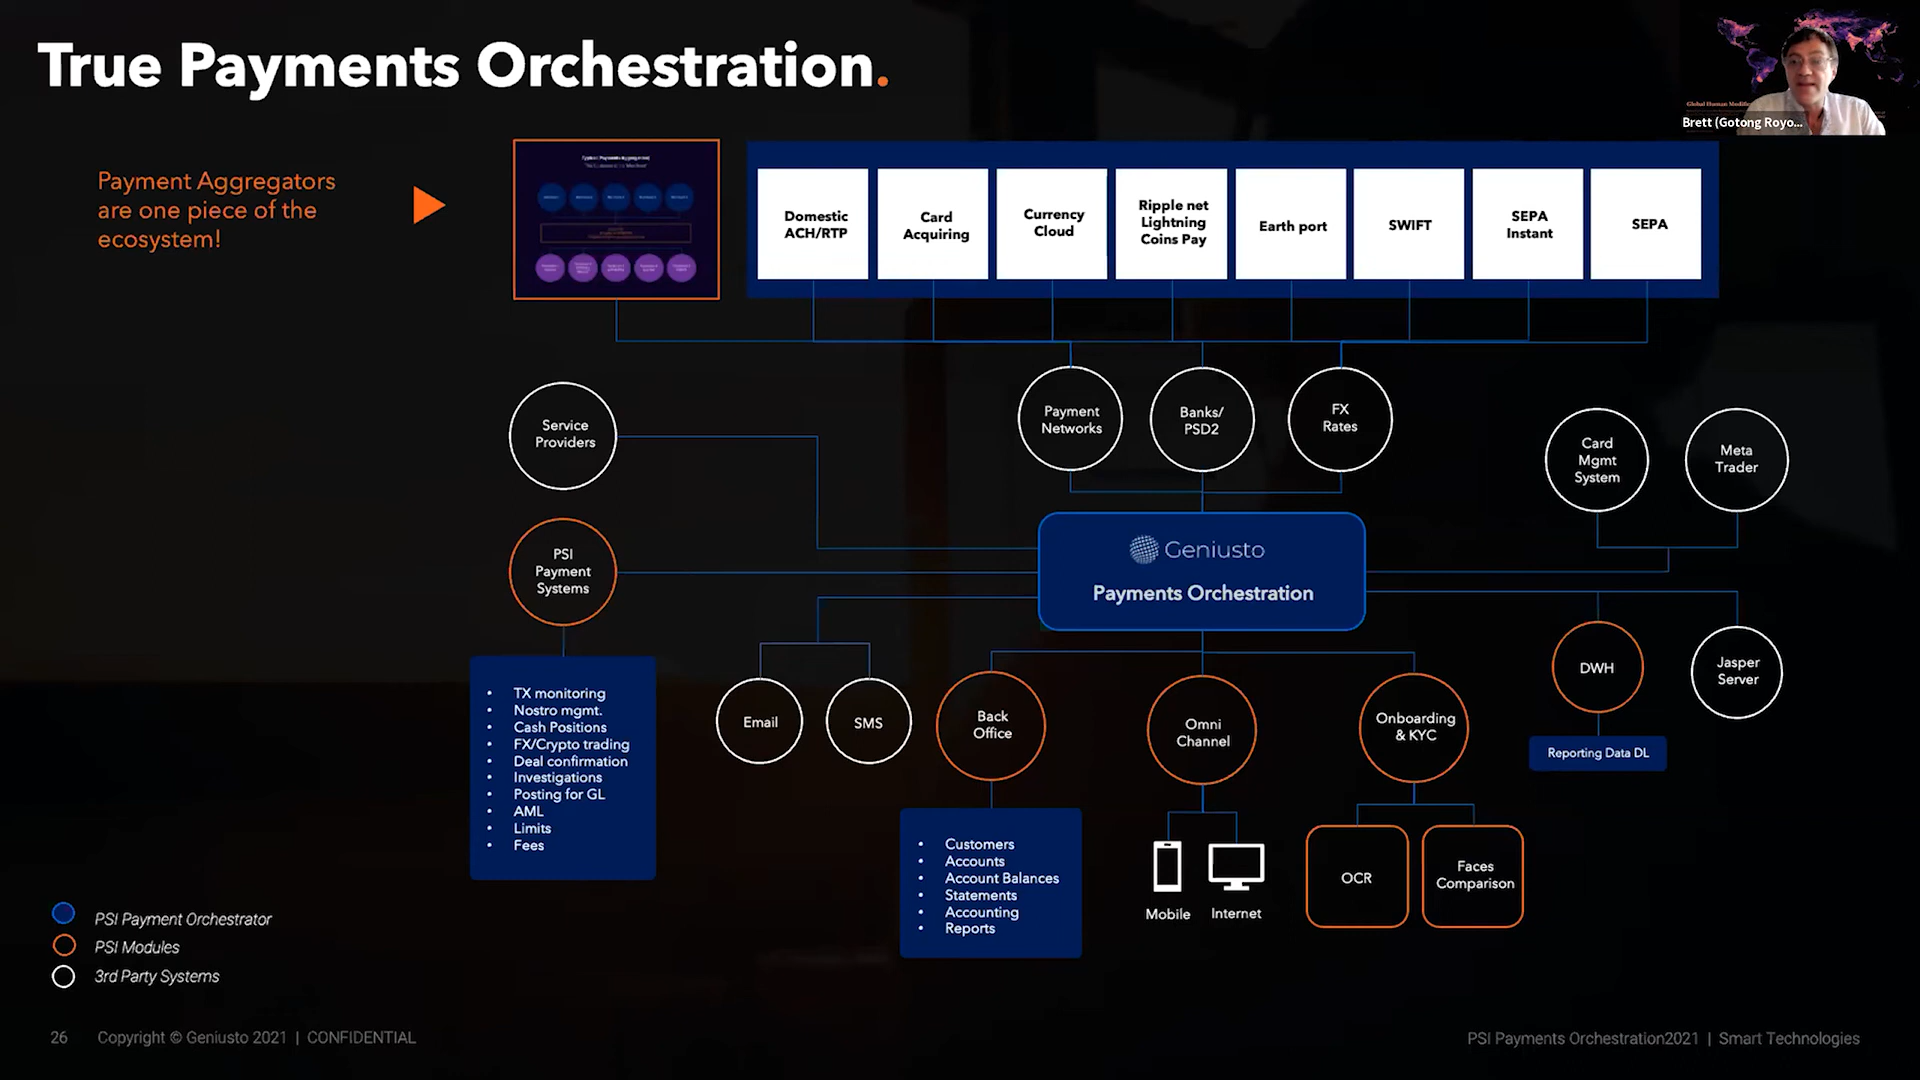 True Payments Orchestration.
Brett (Gotong Royo...
Payment Aggregators
are one piece of the
ecosystem!
Domestic
ACH/RTP
Card
Acquiring
Currency
Cloud
Ripple net
Lightning
Coins Pay
Earth port
SWIFT
SEPA
Instant
SEPA
Service
Providers
Payment
Networks
Banks/
PSD2
FX
Rates
Card
Mgmt
System
Meta
Trader
PSI
Payment
Systems
Geniusto
Payments Orchestration
DWH
Jasper
Server
Reporting Data DL
• TX monitoring
• Nostro mgmt.
• Cash Positions
• FX/Crypto trading
• Deal confirmation
• Investigations
• Posting for GL
• AML
• Limits
• Fees
Email
SMS
Back
Office
Omni
Channel
Onboarding
& KYC
• Customers
• Accounts
• Account Balances
• Statements
• Accounting
• Reports
Mobile
Internet
OCR
Faces
Comparison
PSI Payment Orchestrator
PSI Modules
3rd Party Systems
26 Copyright © Geniusto 2021 | CONFIDENTIAL
PSI Payments Orchestration2021 | Smart Technologies